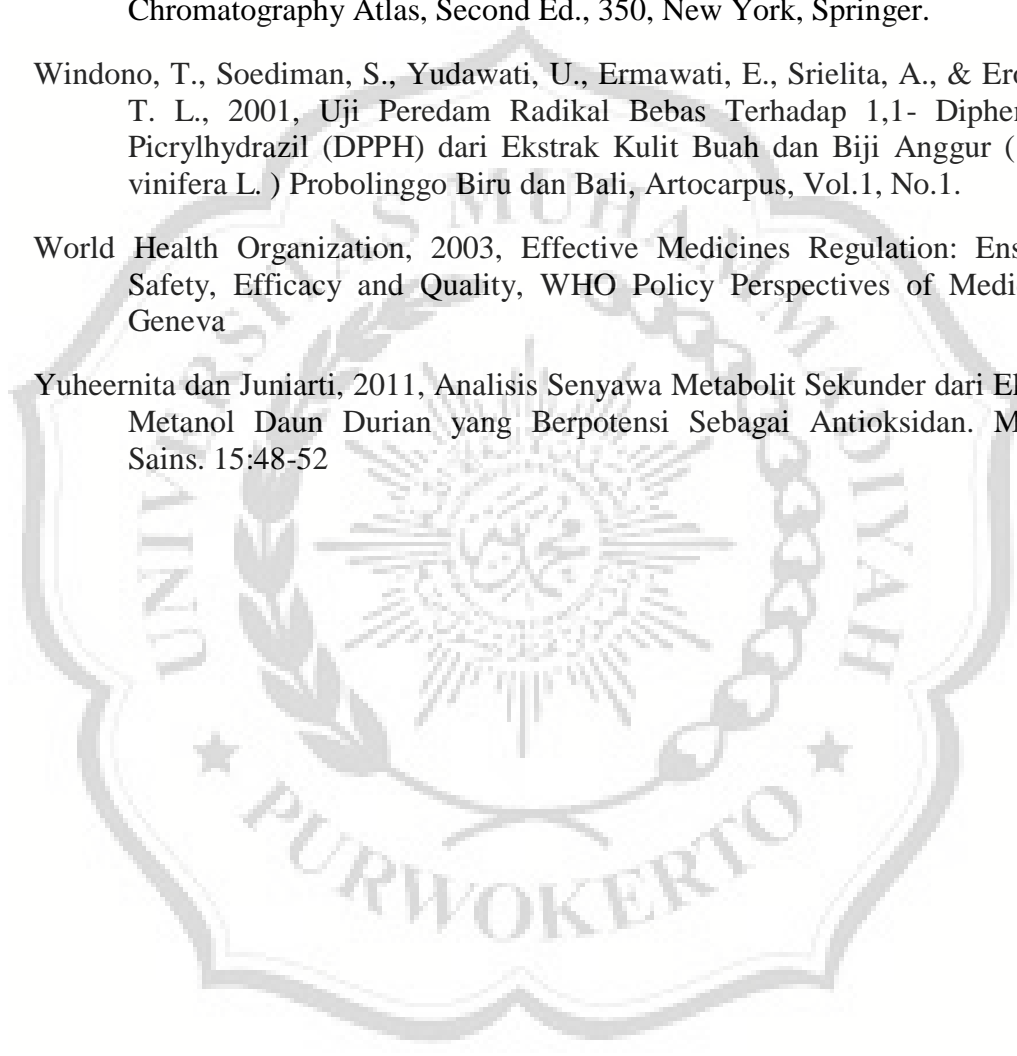 Chromatography Atlas, Second Ed., 350, New York, Springer.
Windono, T., Soediman, S., Yudawati, U., Ermawati, E., Srielita, A., & Ero
T. L., 2001, Uji Peredam Radikal Bebas Terhadap 1,1- Diphe
Picrylhydrazil (DPPH) dari Ekstrak Kulit Buah dan Biji Anggur (
vinifera L. ) Probolinggo Biru dan Bali, Artocarpus, Vol.1, No.1.
World Health Organization, 2003, Effective Medicines Regulation: Ens
Safety, Efficacy and Quality, WHO Policy Perspectives of Medi
Geneva
Yuheernita dan Juniarti, 2011, Analisis Senyawa Metabolit Sekunder dari E
Metanol Daun Durian yang Berpotensi Sebagai Antioksidan. M
Sains. 15:48-52
UNIVERSITAS MUHAMMADIYAH
PURWOKERTO